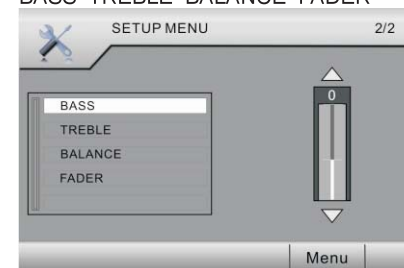 BASS TREBLE BALANCE FADER
SETUP MENU 2/2
0
BASS
TREBLE
BALANCE
FADER
Menu